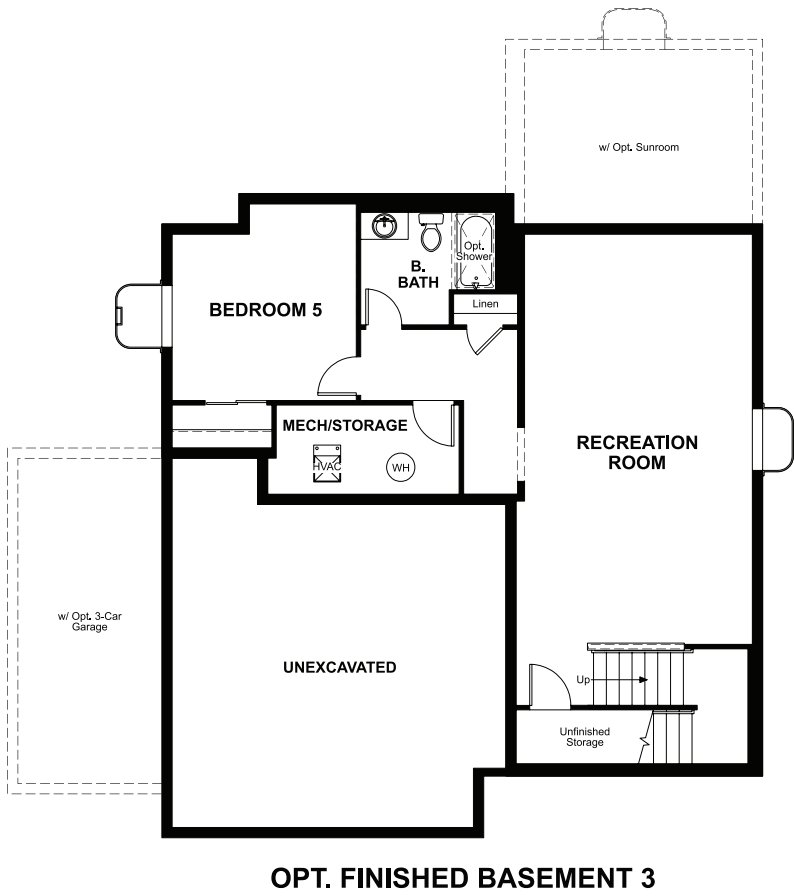 w/ Opt. Sunroom
Opt.
Shower
B.
BATH
Linen
BEDROOM 5
MECH/STORAGE
HVAC
WH
RECREATION
ROOM
w/ Opt. 3-Car
Garage
UNEXCAVATED
Up
Unfinished
Storage
OPT. FINISHED BASEMENT 3